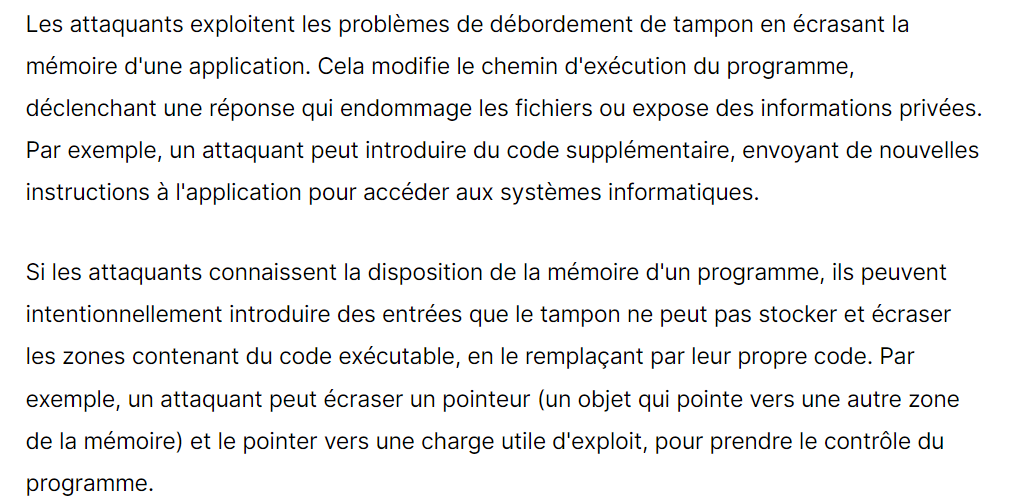 Les attaquants exploitent les problèmes de débordement de tampon en écrasant la
mémoire d'une application. Cela modifie le chemin d'exécution du programme,
déclenchant une réponse qui endommage les fichiers ou expose des informations privées.
Par exemple, un attaquant peut introduire du code supplémentaire, envoyant de nouvelles
instructions à l'application pour accéder aux systèmes informatiques.
Si les attaquants connaissent la disposition de la mémoire d'un programme, ils peuvent
intentionnellement introduire des entrées que le tampon ne peut pas stocker et écraser
les zones contenant du code exécutable, en le remplaçant par leur propre code. Par
exemple, un attaquant peut écraser un pointeur (un objet qui pointe vers une autre zone
de la mémoire) et le pointer vers une charge utile d'exploit, pour prendre le contrôle du
programme.